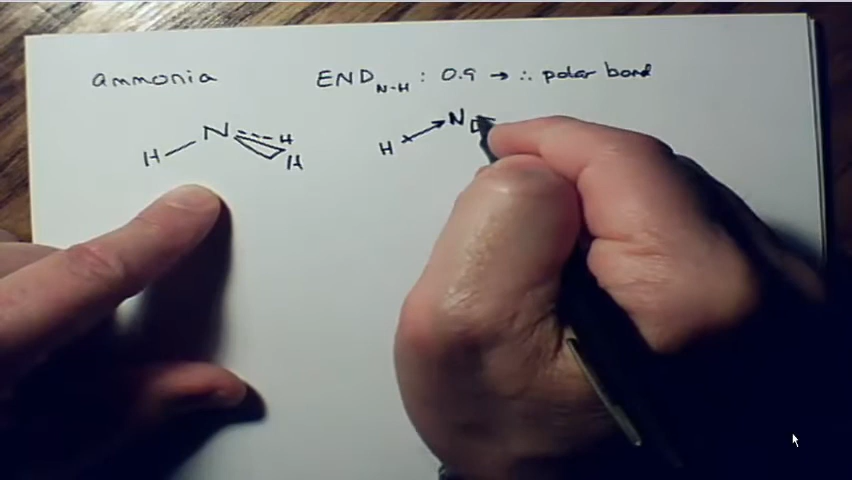 ammonia END N-H : 0.9 → ∴ polar bond
H N H H
H N